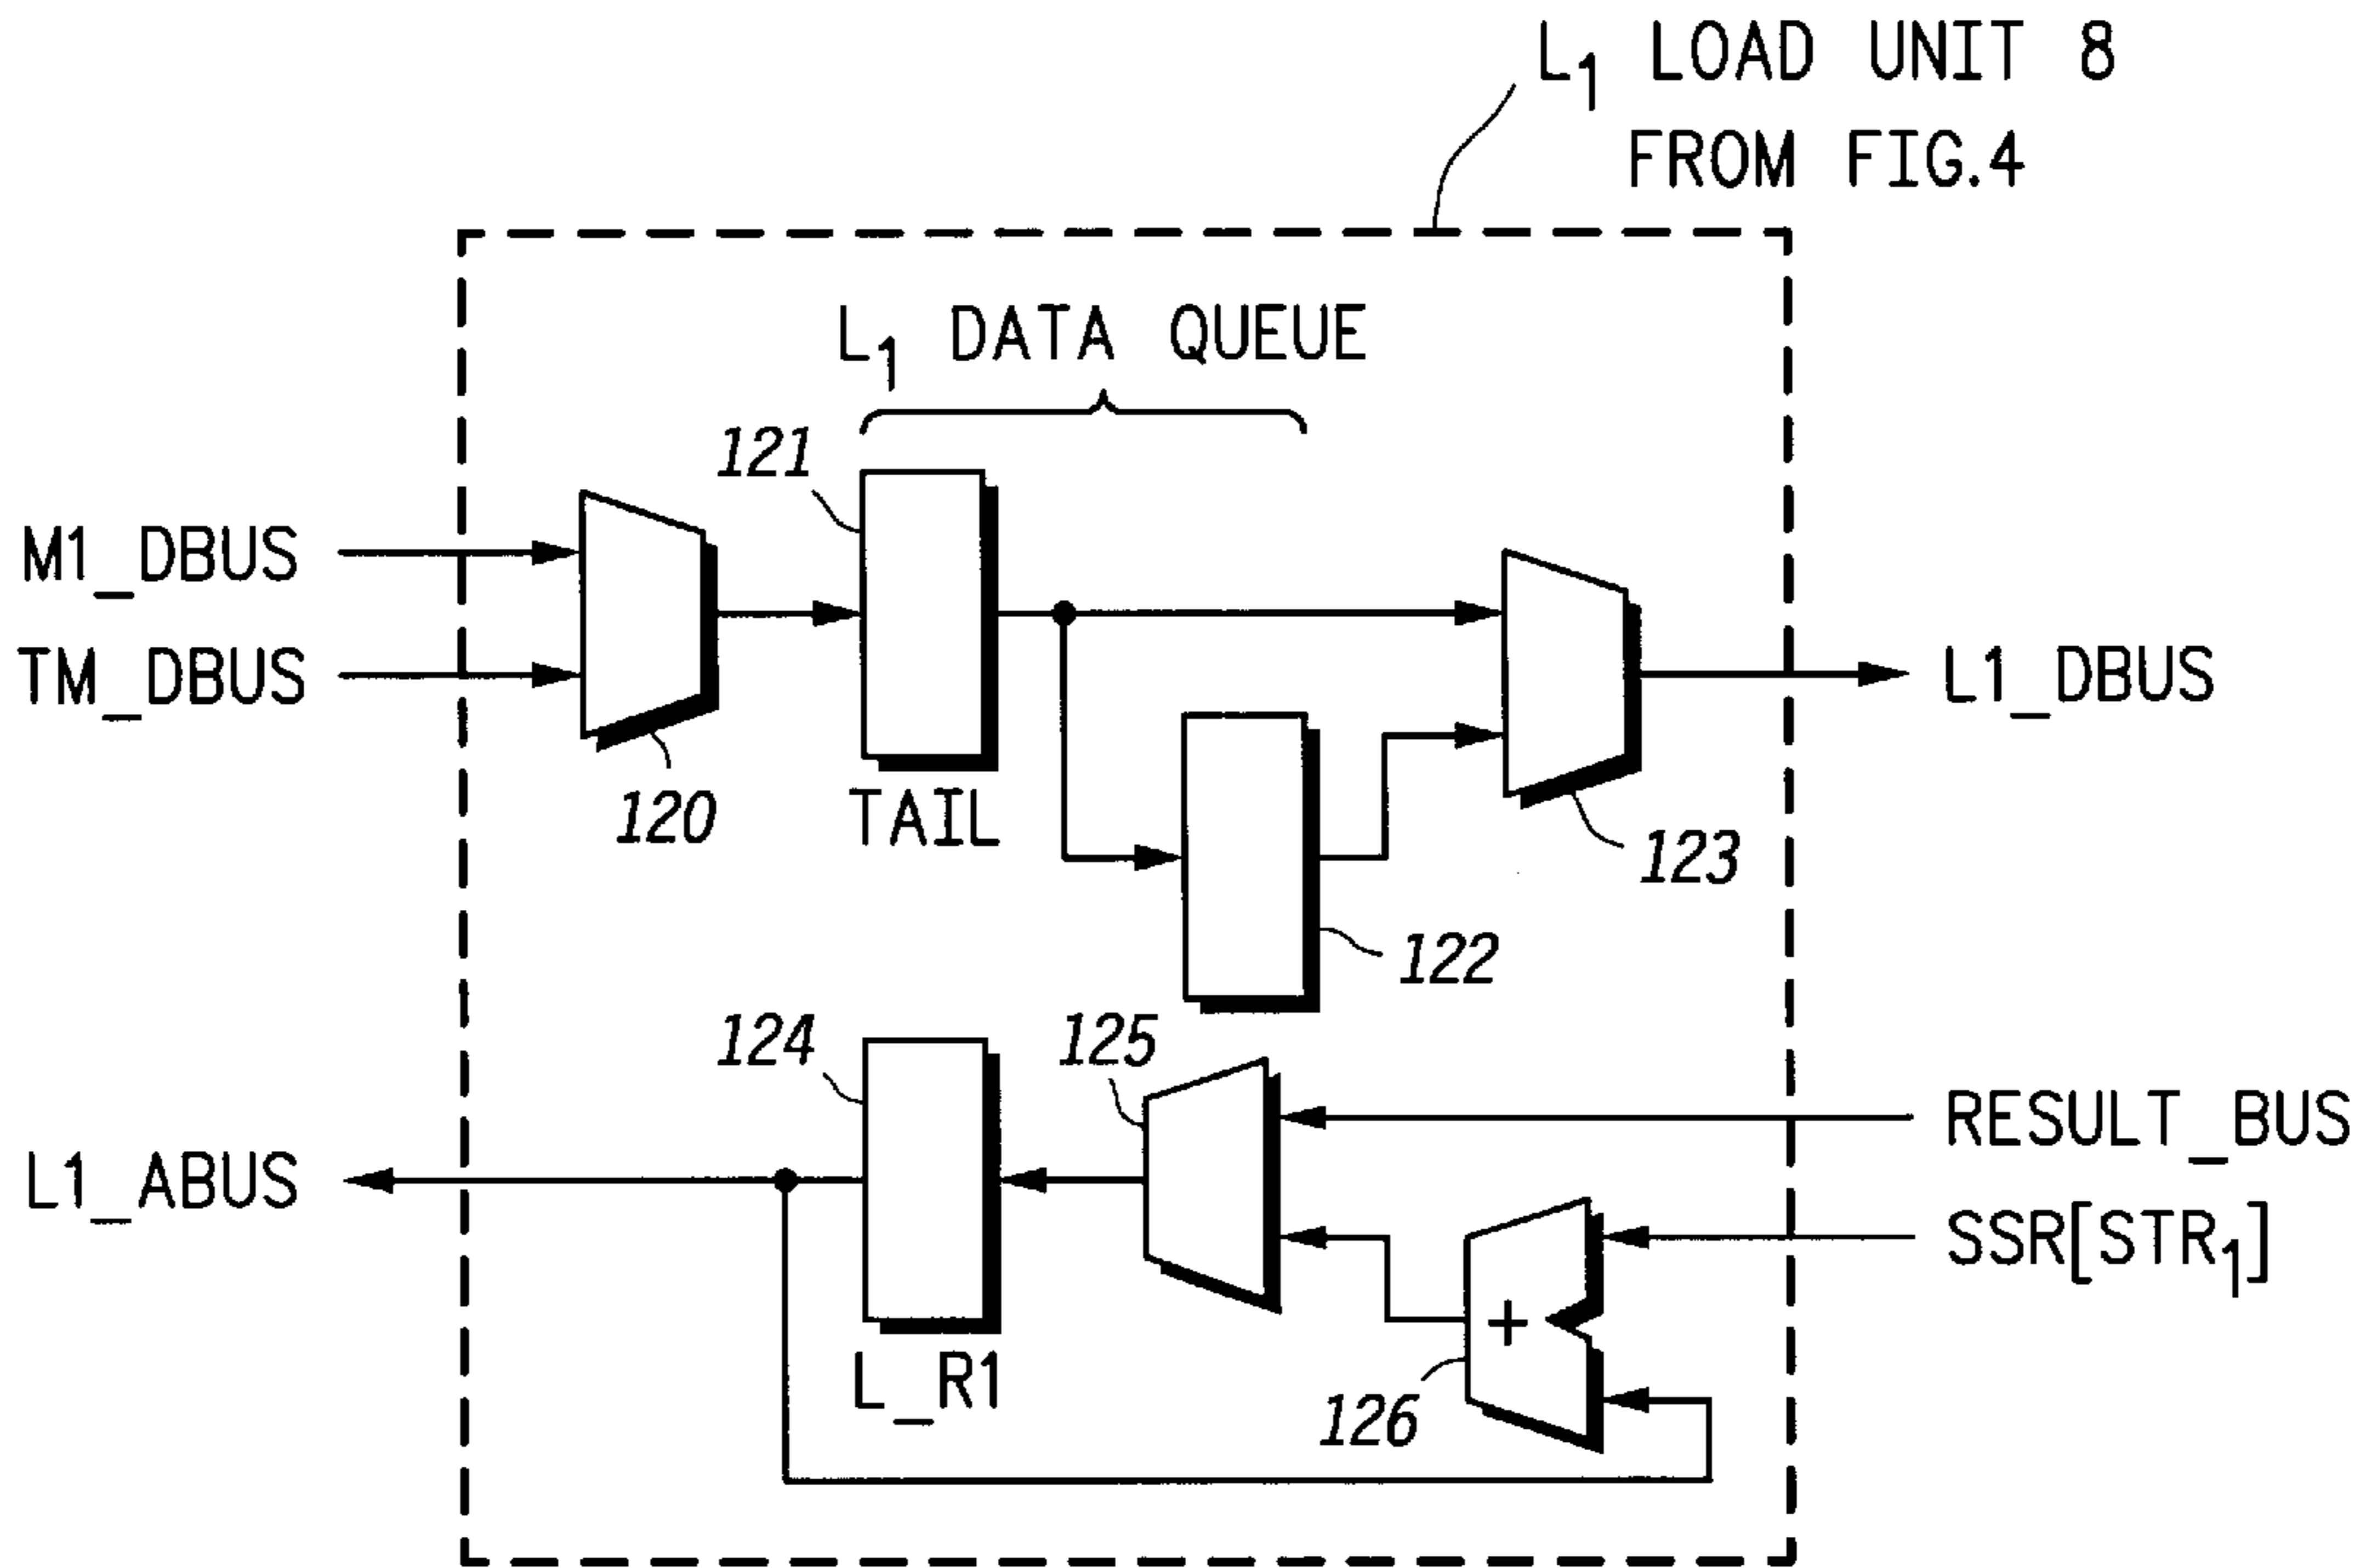 L1 LOAD UNIT 8
FROM FIG.4
L1 DATA QUEUE
121
M1_DBUS
TM_DBUS
L1_DBUS
120
TAIL
123
122
124
125
RESULT_BUS
L1_ABUS
SSR[STR1]
+
L_R1
126